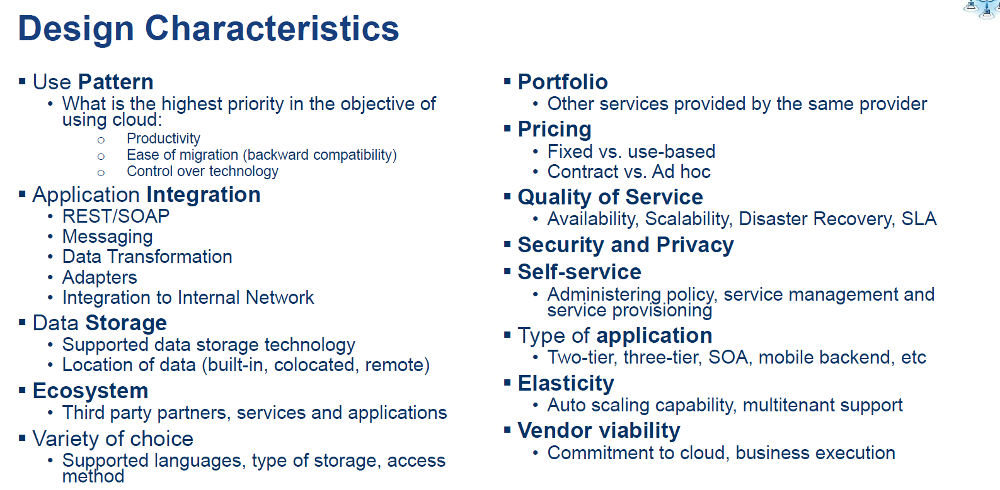 Design Characteristics
▪ Use Pattern
• What is the highest priority in the objective of
using cloud:
o Productivity
o Ease of migration (backward compatibility)
o Control over technology
▪ Application Integration
• REST/SOAP
• Messaging
• Data Transformation
• Adapters
• Integration to Internal Network
▪ Data Storage
• Supported data storage technology
• Location of data (built-in, colocated, remote)
▪ Ecosystem
• Third party partners, services and applications
▪ Variety of choice
• Supported languages, type of storage, access
method
▪ Portfolio
• Other services provided by the same provider
▪ Pricing
• Fixed vs. use-based
• Contract vs. Ad hoc
▪ Quality of Service
• Availability, Scalability, Disaster Recovery, SLA
▪ Security and Privacy
▪ Self-service
• Administering policy, service management and
service provisioning
▪ Type of application
• Two-tier, three-tier, SOA, mobile backend, etc
▪ Elasticity
• Auto scaling capability, multitenant support
▪ Vendor viability
• Commitment to cloud, business execution